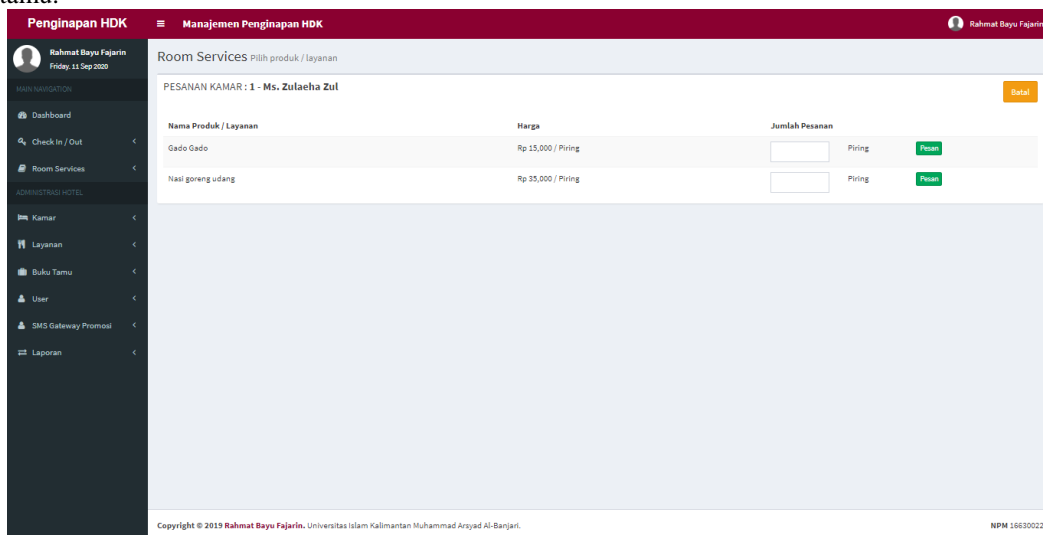 Penginapan HDK
Manajemen Penginapan HDK
Rahmat Bayu Fajarin
Rahmat Bayu Fajarin
Friday, 11 Sep 2020
Room Services Pilih produk / layanan
MAIN NAVIGATION
PESANAN KAMAR : 1 - Ms. Zulaeha Zul
Batal
Dashboard
Check In / Out
Room Services
ADMINISTRASI HOTEL
Kamar
Layanan
Buku Tamu
User
SMS Gateway Promosi
Laporan
Nama Produk / Layanan Harga Jumlah Pesanan
Gado Gado Rp 15,000 / Piring Piring Pesan
Nasi goreng udang Rp 35,000 / Piring Piring Pesan
Copyright © 2019 Rahmat Bayu Fajarin. Universitas Islam Kalimantan Muhammad Arsyad Al-Banjari.
NPM 16630022